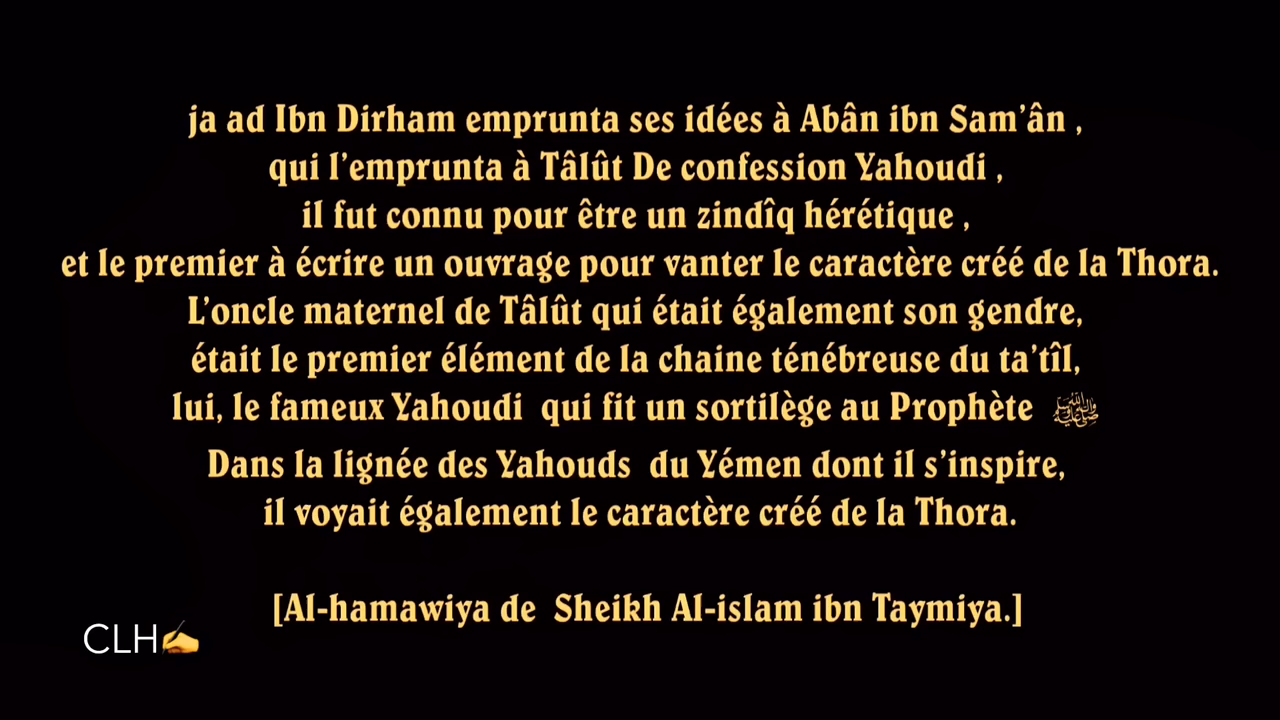 ja ad Ibn Dirham emprunta ses idées à Abân ibn Sam'ân ,
qui l'emprunta à Tâlût De confession Yahoudi ,
il fut connu pour être un zindîq hérétique ,
et le premier à écrire un ouvrage pour vanter le caractère créé de la Thora.
L'oncle maternel de Tâlût qui était également son gendre,
était le premier élément de la chaine ténébreuse du ta'tîl,
lui, le fameux Yahoudi qui fit un sortilège au Prophète ﷺ
Dans la lignée des Yahouds du Yémen dont il s'inspire,
il voyait également le caractère créé de la Thora.
[Al-hamawiya de Sheikh Al-islam ibn Taymiya.]
CLH✍️